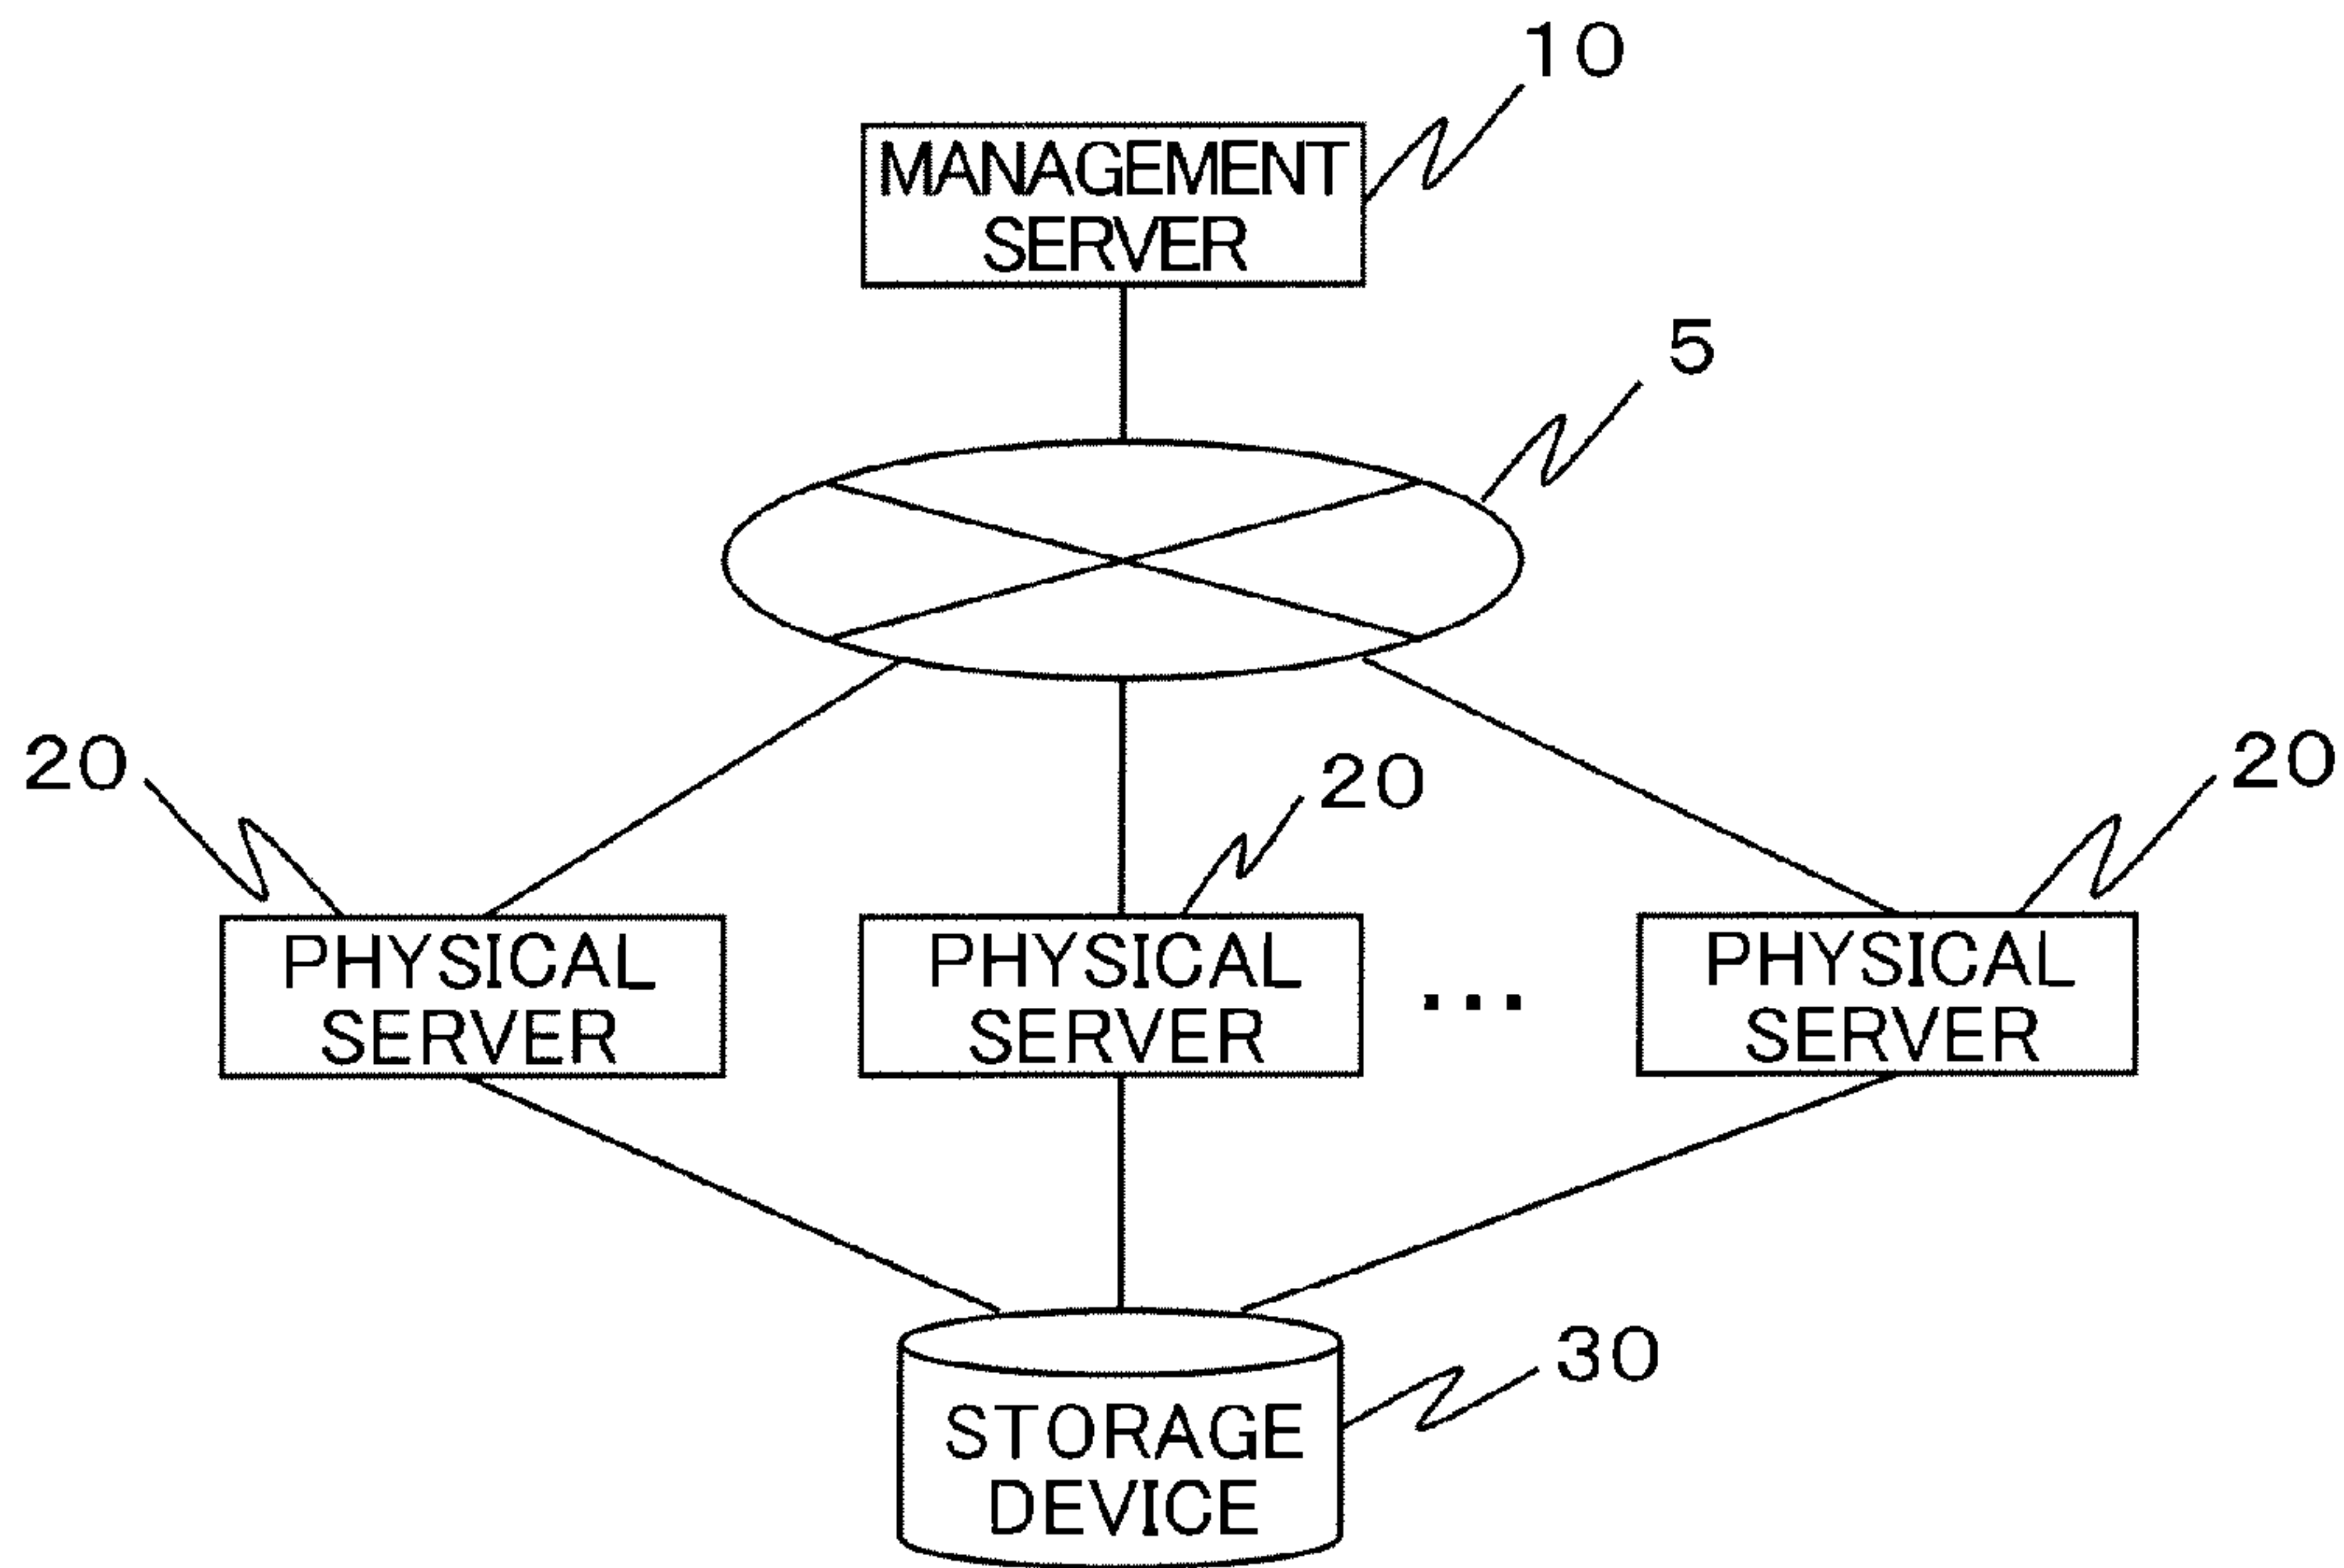 10
MANAGEMENT
SERVER
5
20
20
20
PHYSICAL
SERVER
PHYSICAL
SERVER
...
PHYSICAL
SERVER
30
STORAGE
DEVICE